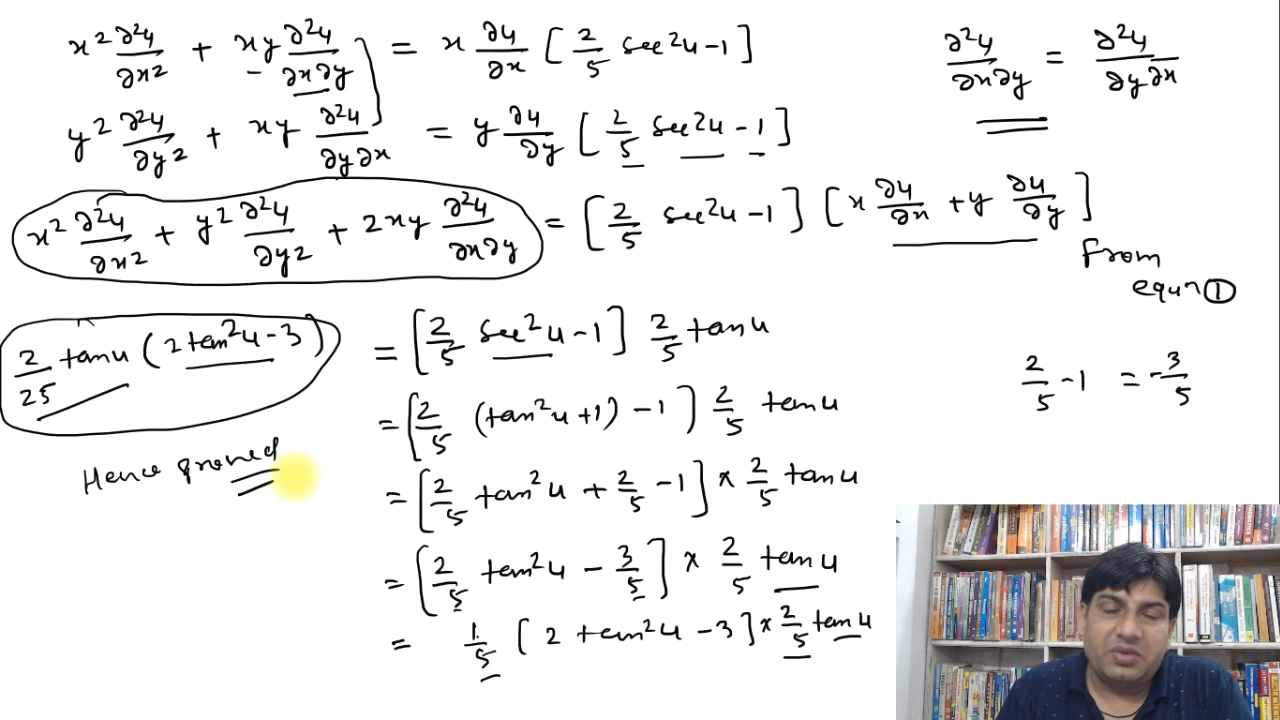 x² ∂²u/∂x² + xy ∂²u/∂x∂y = x ∂u/∂x [2/5 sec²u-1]
∂²u/∂x∂y = ∂²u/∂y∂x
y² ∂²u/∂y² + xy ∂²u/∂y∂x = y ∂u/∂y [2/5 sec²u-1]
x² ∂²u/∂x² + y² ∂²u/∂y² + 2xy ∂²u/∂x∂y = [2/5 sec²u-1] [x ∂u/∂x + y ∂u/∂y]
from
equn ①
2/25 tanu (2tan²u-3) = [2/5 sec²u-1] 2/5 tanu
2/5 -1 = -3/5
= [2/5 (tan²u+1) -1] 2/5 tanu
Hence proved
= [2/5 tan²u + 2/5 -1] x 2/5 tanu
= [2/5 tan²u - 3/5] x 2/5 tanu
= 1/5 [2 tan²u -3] x 2/5 tanu